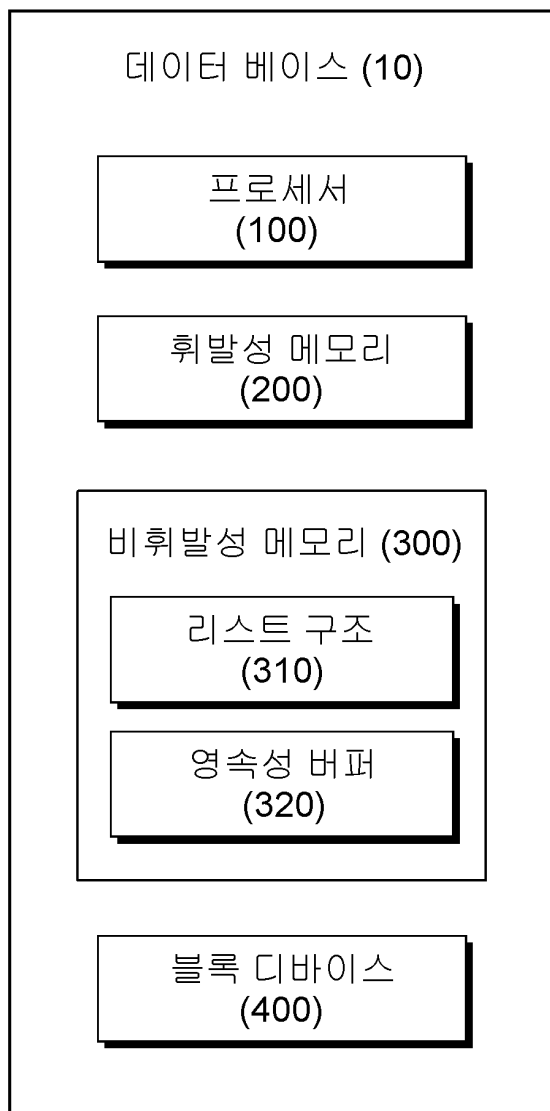 데이터 베이스 (10)
프로세서
(100)
휘발성 메모리
(200)
비휘발성 메모리 (300)
리스트 구조
(310)
영속성 버퍼
(320)
블록 디바이스
(400)